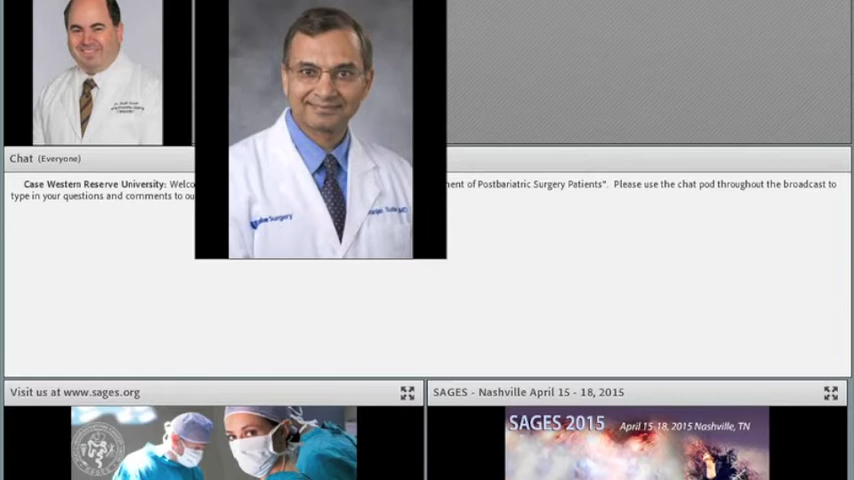 Duke Surgery
Chat (Everyone)
Case Western Reserve University: Welco
ment of Postbariatric Surgery Patients". Please use the chat pod throughout the broadcast to
type in your questions and comments to ou
Visit us at www.sages.org
SAGES - Nashville April 15 - 18, 2015
SAGES 2015 April 15-18, 2015 Nashville, TN